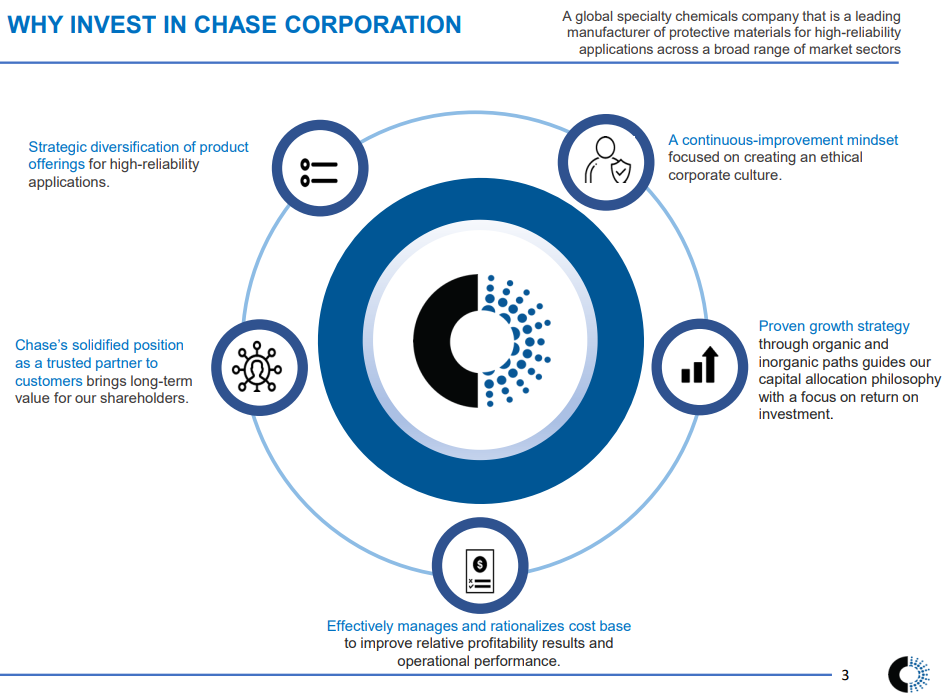 WHY INVEST IN CHASE CORPORATION
A global specialty chemicals company that is a leading
manufacturer of protective materials for high-reliability
applications across a broad range of market sectors
Strategic diversification of product
offerings for high-reliability
applications.
A continuous-improvement mindset
focused on creating an ethical
corporate culture.
Chase’s solidified position
as a trusted partner to
customers brings long-term
value for our shareholders.
Proven growth strategy
through organic and
inorganic paths guides our
capital allocation philosophy
with a focus on return on
investment.
$
Effectively manages and rationalizes cost base
to improve relative profitability results and
operational performance.
3